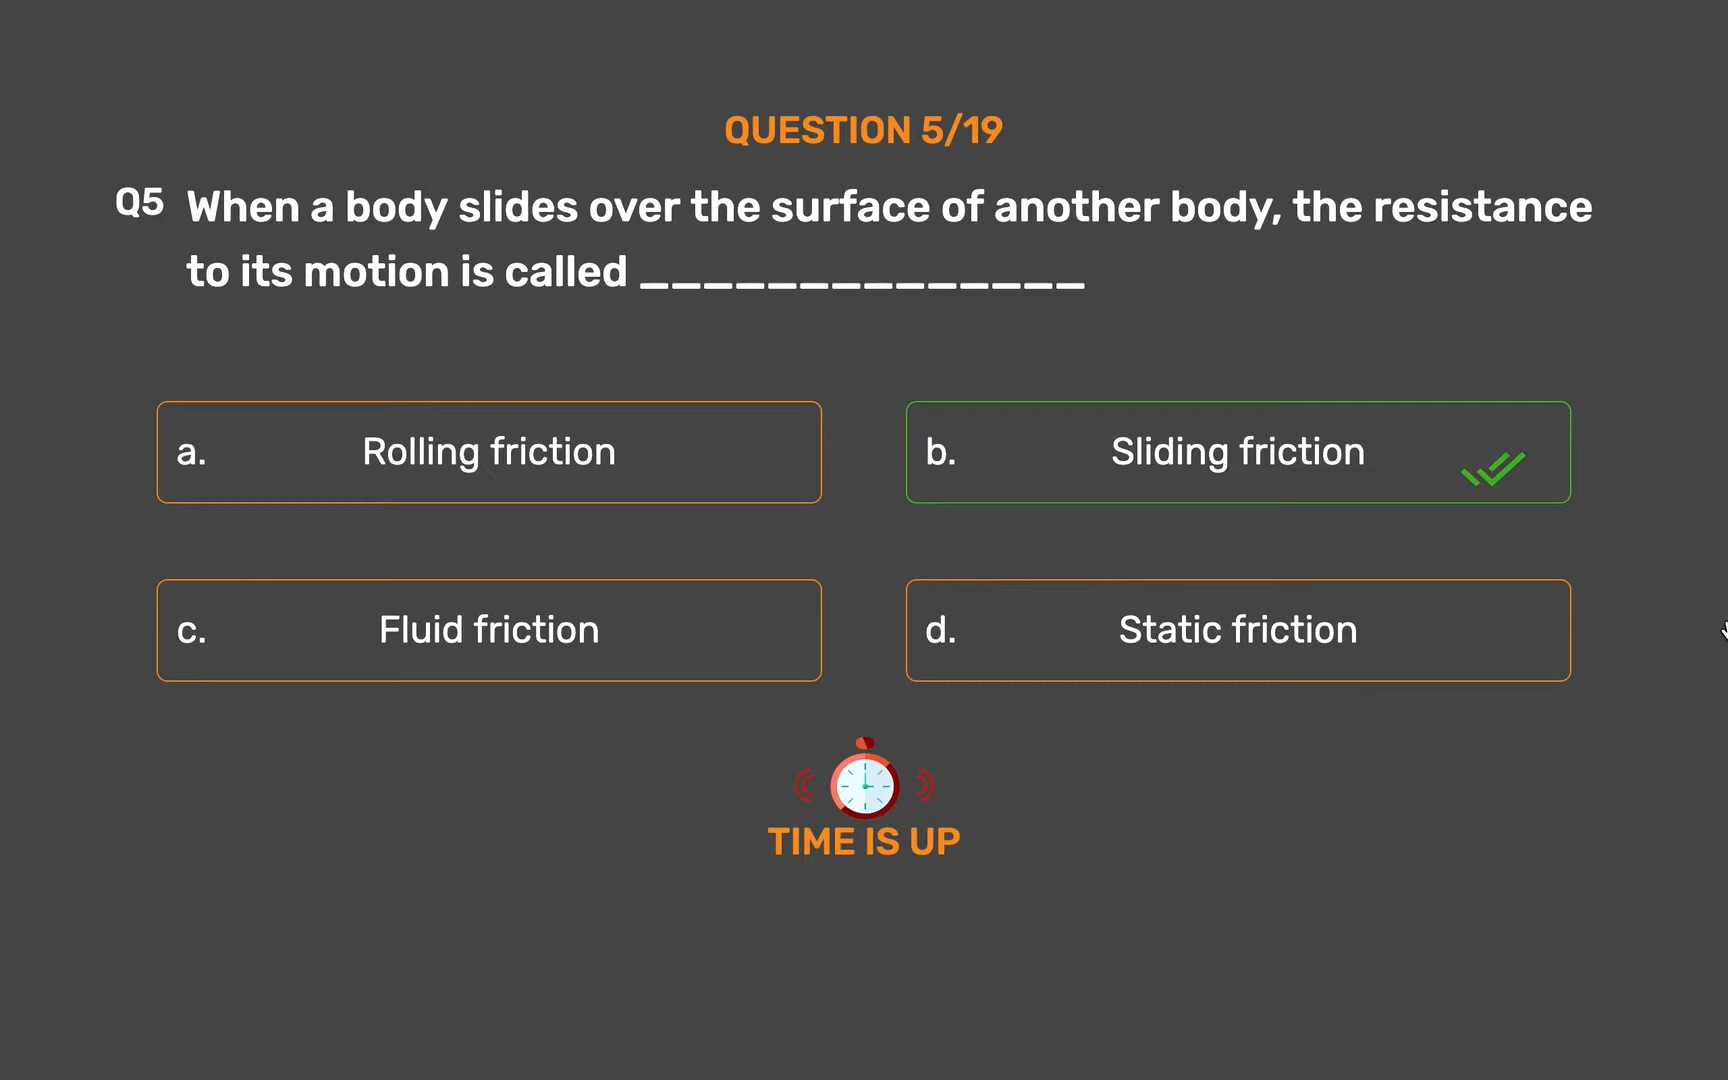 QUESTION 5/19
Q5 When a body slides over the surface of another body, the resistance
to its motion is called ______________
a. Rolling friction
b. Sliding friction
c. Fluid friction
d. Static friction
TIME IS UP